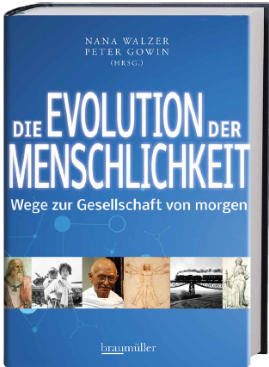 NANA WALZER
PETER GOWIN
(HRSG.)
DIE EVOLUTION DER
MENSCHLICHKEIT
Wege zur Gesellschaft von morgen
braumüller